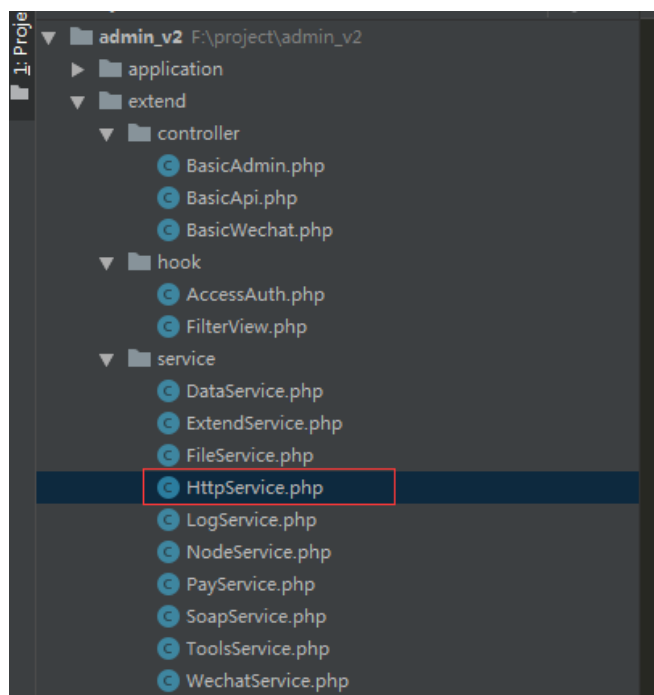 1: Proje
admin_v2 F:\project\admin_v2
application
extend
controller
C BasicAdmin.php
C BasicApi.php
C BasicWechat.php
hook
C AccessAuth.php
C FilterView.php
service
C DataService.php
C ExtendService.php
C FileService.php
C HttpService.php
C LogService.php
C NodeService.php
C PayService.php
C SoapService.php
C ToolsService.php
C WechatService.php